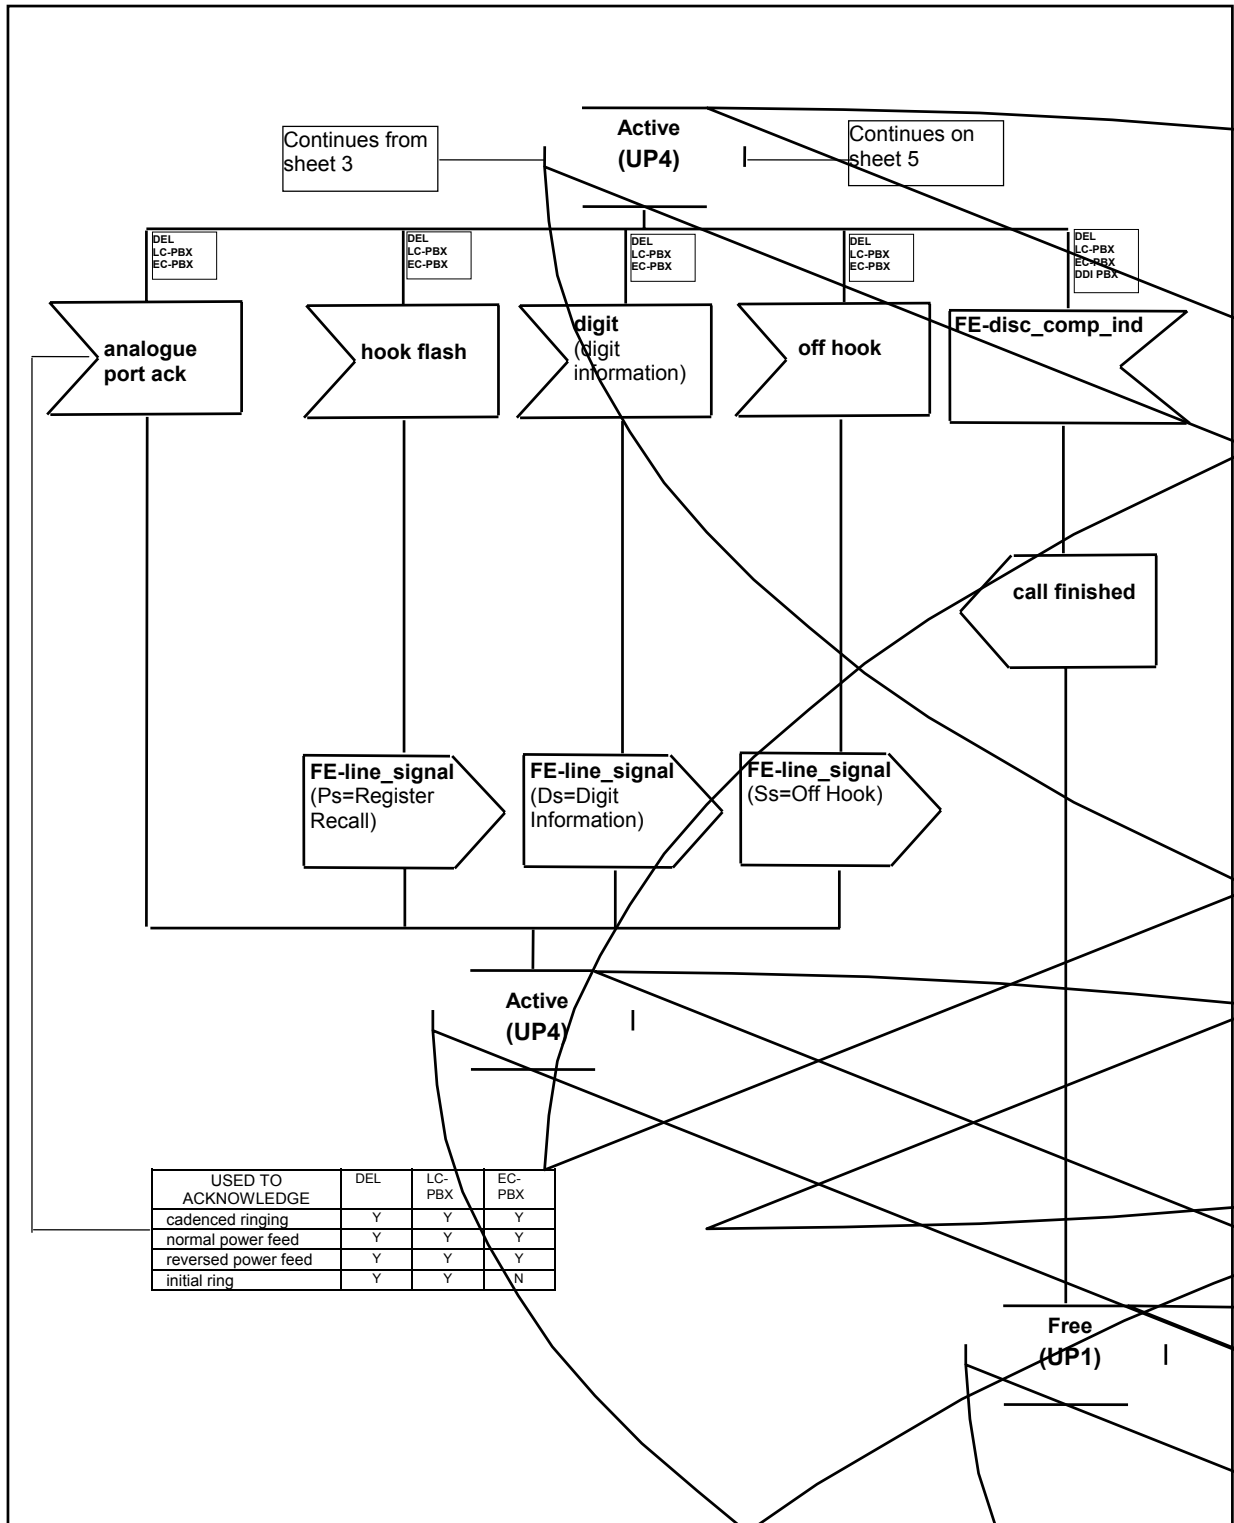 Continues from
sheet 3
Active
(UP4)
Continues on
sheet 5
DEL
LC-PBX
EC-PBX
DEL
LC-PBX
EC-PBX
DEL
LC-PBX
EC-PBX
DEL
LC-PBX
EC-PBX
DEL
LC-PBX
EC-PBX
DDI PBX
analogue
port ack
hook flash
digit
(digit
information)
off hook
FE-disc_comp_ind
call finished
FE-line_signal
(Ps=Register
Recall)
FE-line_signal
(Ds=Digit
Information)
FE-line_signal
(Ss=Off Hook)
Active
(UP4)
USED TO
ACKNOWLEDGE
DEL
LC-
PBX
EC-
PBX
cadenced ringing Y Y Y
normal power feed Y Y Y
reversed power feed Y Y Y
initial ring Y Y N
Free
(UP1)